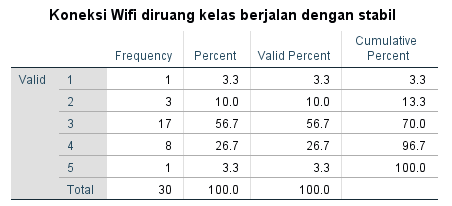 Koneksi Wifi diruang kelas berjalan dengan stabil
Frequency Percent Valid Percent Cumulative Percent
Valid 1 1 3.3 3.3 3.3
2 3 10.0 10.0 13.3
3 17 56.7 56.7 70.0
4 8 26.7 26.7 96.7
5 1 3.3 3.3 100.0
Total 30 100.0 100.0